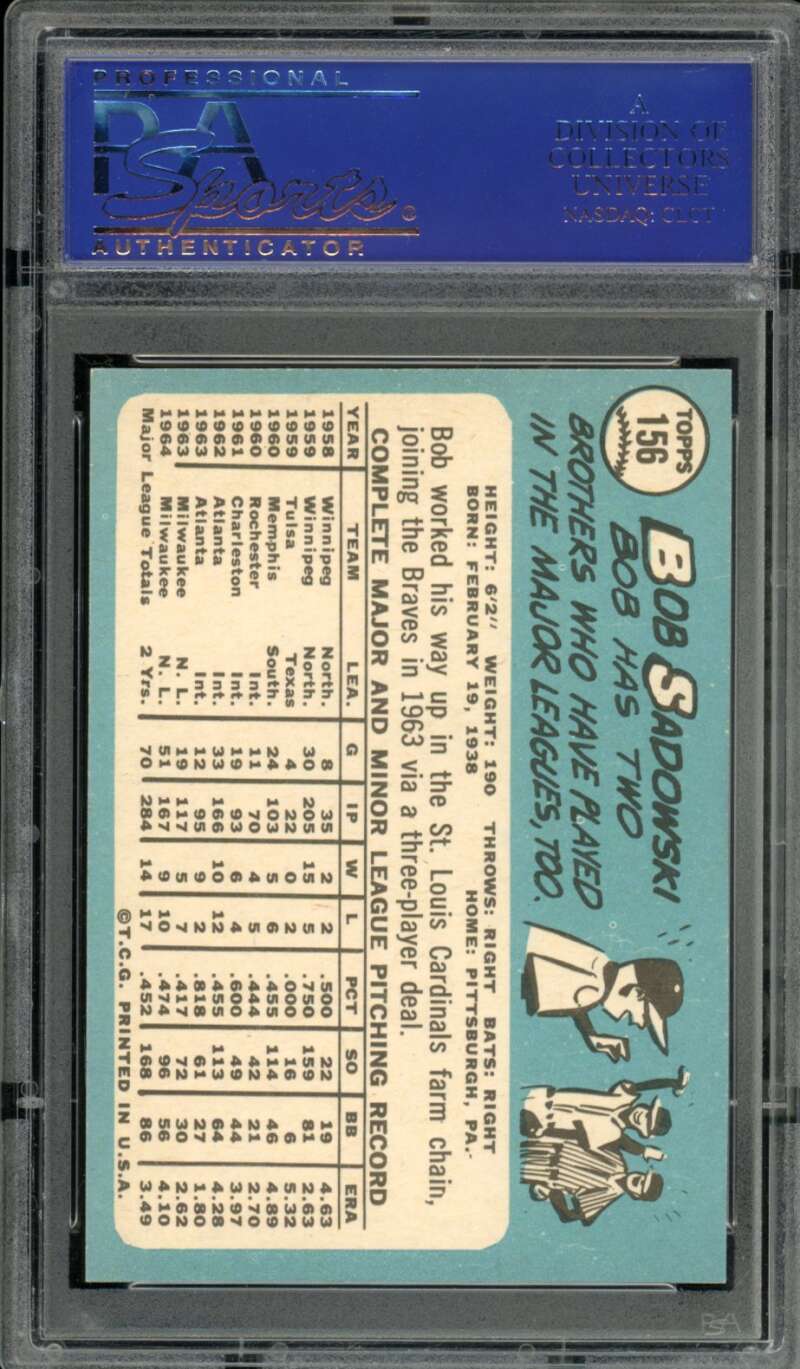 PROFESSIONAL
PSA
Sports®
AUTHENTICATOR
A
DIVISION OF
COLLECTORS
UNIVERSE
NASDAQ: CLCT
TOPPS
156
BOB SADOWSKI
BOB HAS TWO
BROTHERS WHO HAVE PLAYED
IN THE MAJOR LEAGUES, TOO.
HEIGHT: 6'2" WEIGHT: 190 THROWS: RIGHT BATS: RIGHT
BORN: FEBRUARY 19, 1938 HOME: PITTSBURGH, PA.
Bob worked his way up in the St. Louis Cardinals farm chain,
joining the Braves in 1963 via a three-player deal.
COMPLETE MAJOR AND MINOR LEAGUE PITCHING RECORD
YEAR TEAM LEA. G IP W L PCT SO BB ERA
1958 Winnipeg North. 8 35 2 2 .500 22 19 4.63
1959 Winnipeg North. 30 205 15 5 .750 159 81 2.63
1959 Tulsa Texas 4 22 0 2 .000 16 6 5.32
1960 Memphis South. 24 103 5 6 .455 114 46 4.89
1960 Rochester Int. 11 70 4 5 .444 42 21 2.70
1961 Charleston Int. 19 93 6 4 .600 49 44 3.97
1962 Atlanta Int. 33 166 10 12 .455 113 64 4.28
1963 Atlanta Int. 12 95 9 2 .818 61 27 1.80
1963 Milwaukee N. L. 19 117 5 7 .417 72 30 2.62
1964 Milwaukee N. L. 51 167 9 10 .474 96 56 4.10
Major League Totals 2 Yrs. 70 284 14 17 .452 168 86 3.49
©T.C.G. PRINTED IN U.S.A.
PSA